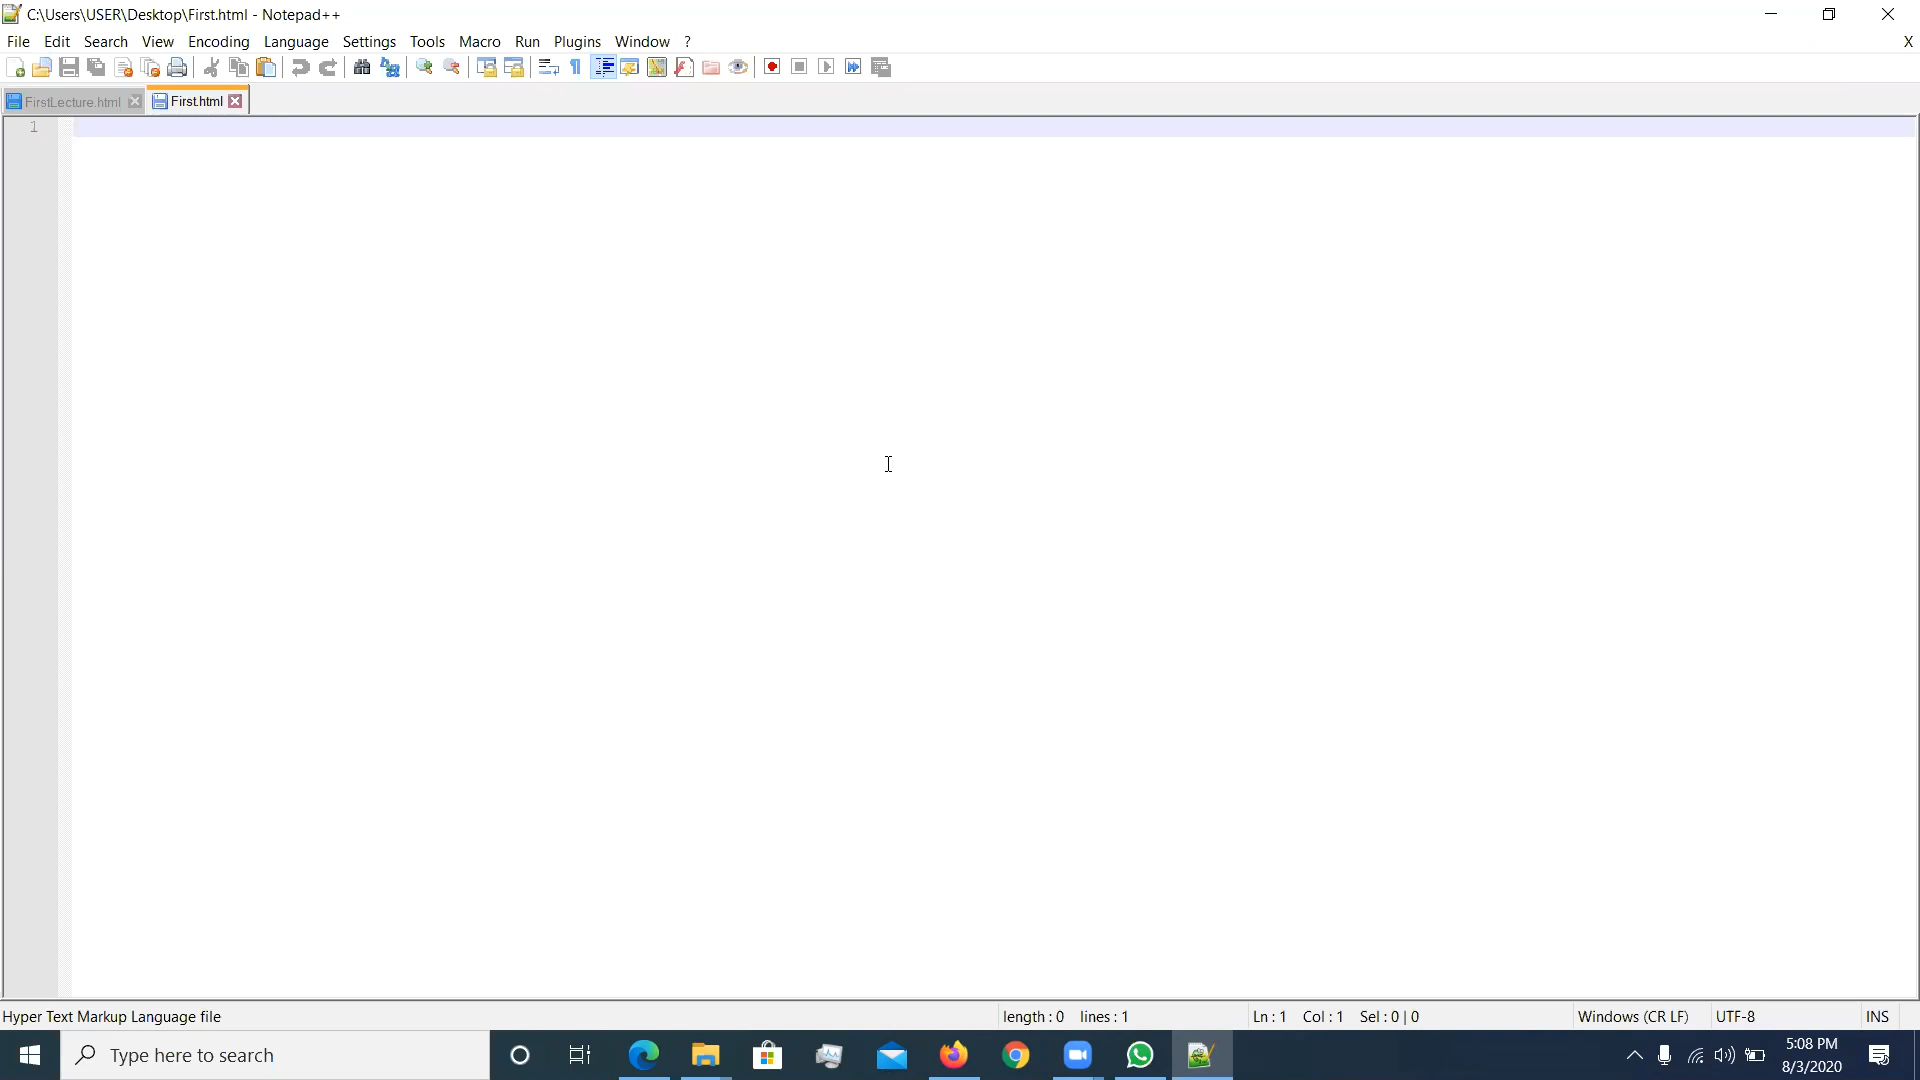 C:\Users\USER\Desktop\First.html - Notepad++
File Edit Search View Encoding Language Settings Tools Macro Run Plugins Window ? X
FirstLecture.html First.html
1
Hyper Text Markup Language file length : 0 lines : 1 Ln : 1 Col : 1 Sel : 0 | 0 Windows (CR LF) UTF-8 INS
Type here to search 5:08 PM
8/3/2020